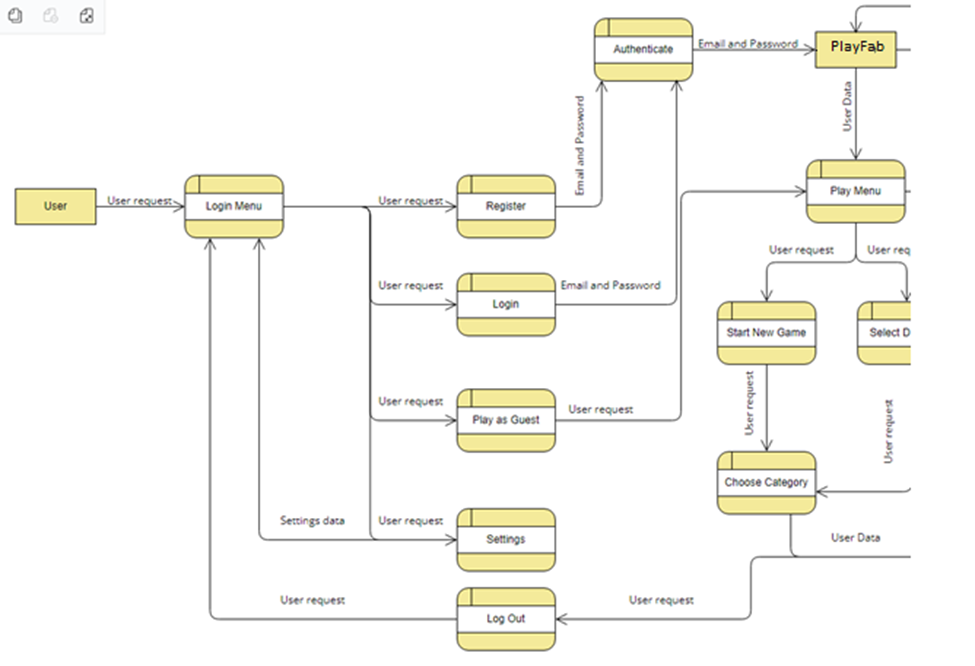 Authenticate
Email and Password
PlayFab
Email and Password
User Data
User
User request
Login Menu
User request
Register
Play Menu
User request
User req
User request
Login
Email and Password
Start New Game
Select D
User request
Play as Guest
User request
User request
User request
Choose Category
Settings data
User request
Settings
User Data
User request
Log Out
User request